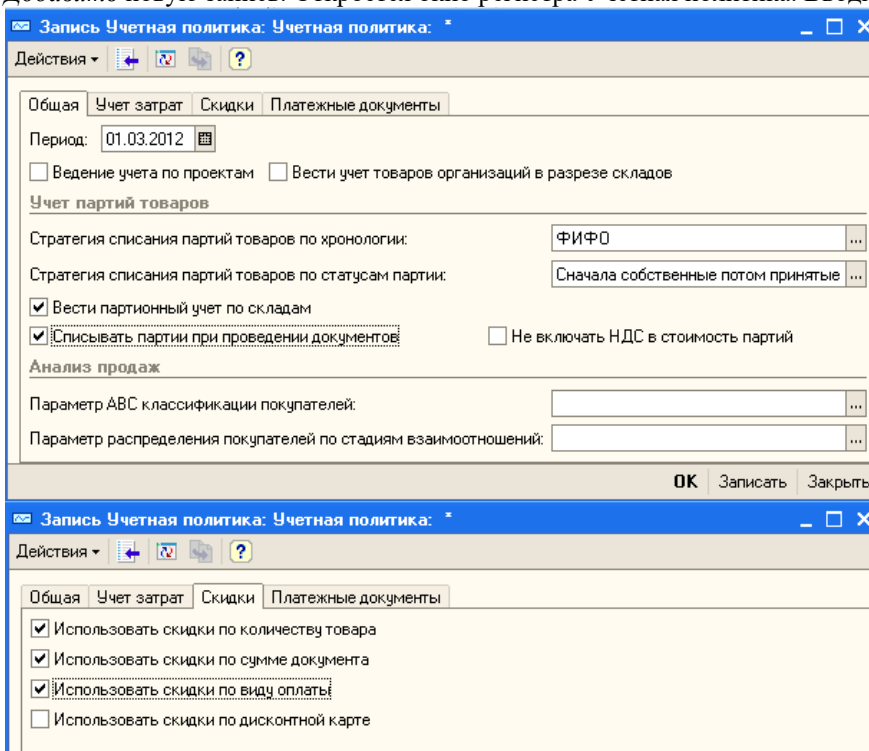 Запись Учетная политика: Учетная политика: *
Действия
Общая Учет затрат Скидки Платежные документы
Период: 01.03.2012
Ведение учета по проектам Вести учет товаров организаций в разрезе складов
Учет партий товаров
Стратегия списания партий товаров по хронологии: ФИФО ...
Стратегия списания партий товаров по статусам партии: Сначала собственные потом принятые ...
Вести партионный учет по складам
Списывать партии при проведении документов Не включать НДС в стоимость партий
Анализ продаж
Параметр ABC классификации покупателей: ...
Параметр распределения покупателей по стадиям взаимоотношений: ...
OK Записать Закрыть
Запись Учетная политика: Учетная политика: *
Действия
Общая Учет затрат Скидки Платежные документы
Использовать скидки по количеству товара
Использовать скидки по сумме документа
Использовать скидки по виду оплаты
Использовать скидки по дисконтной карте